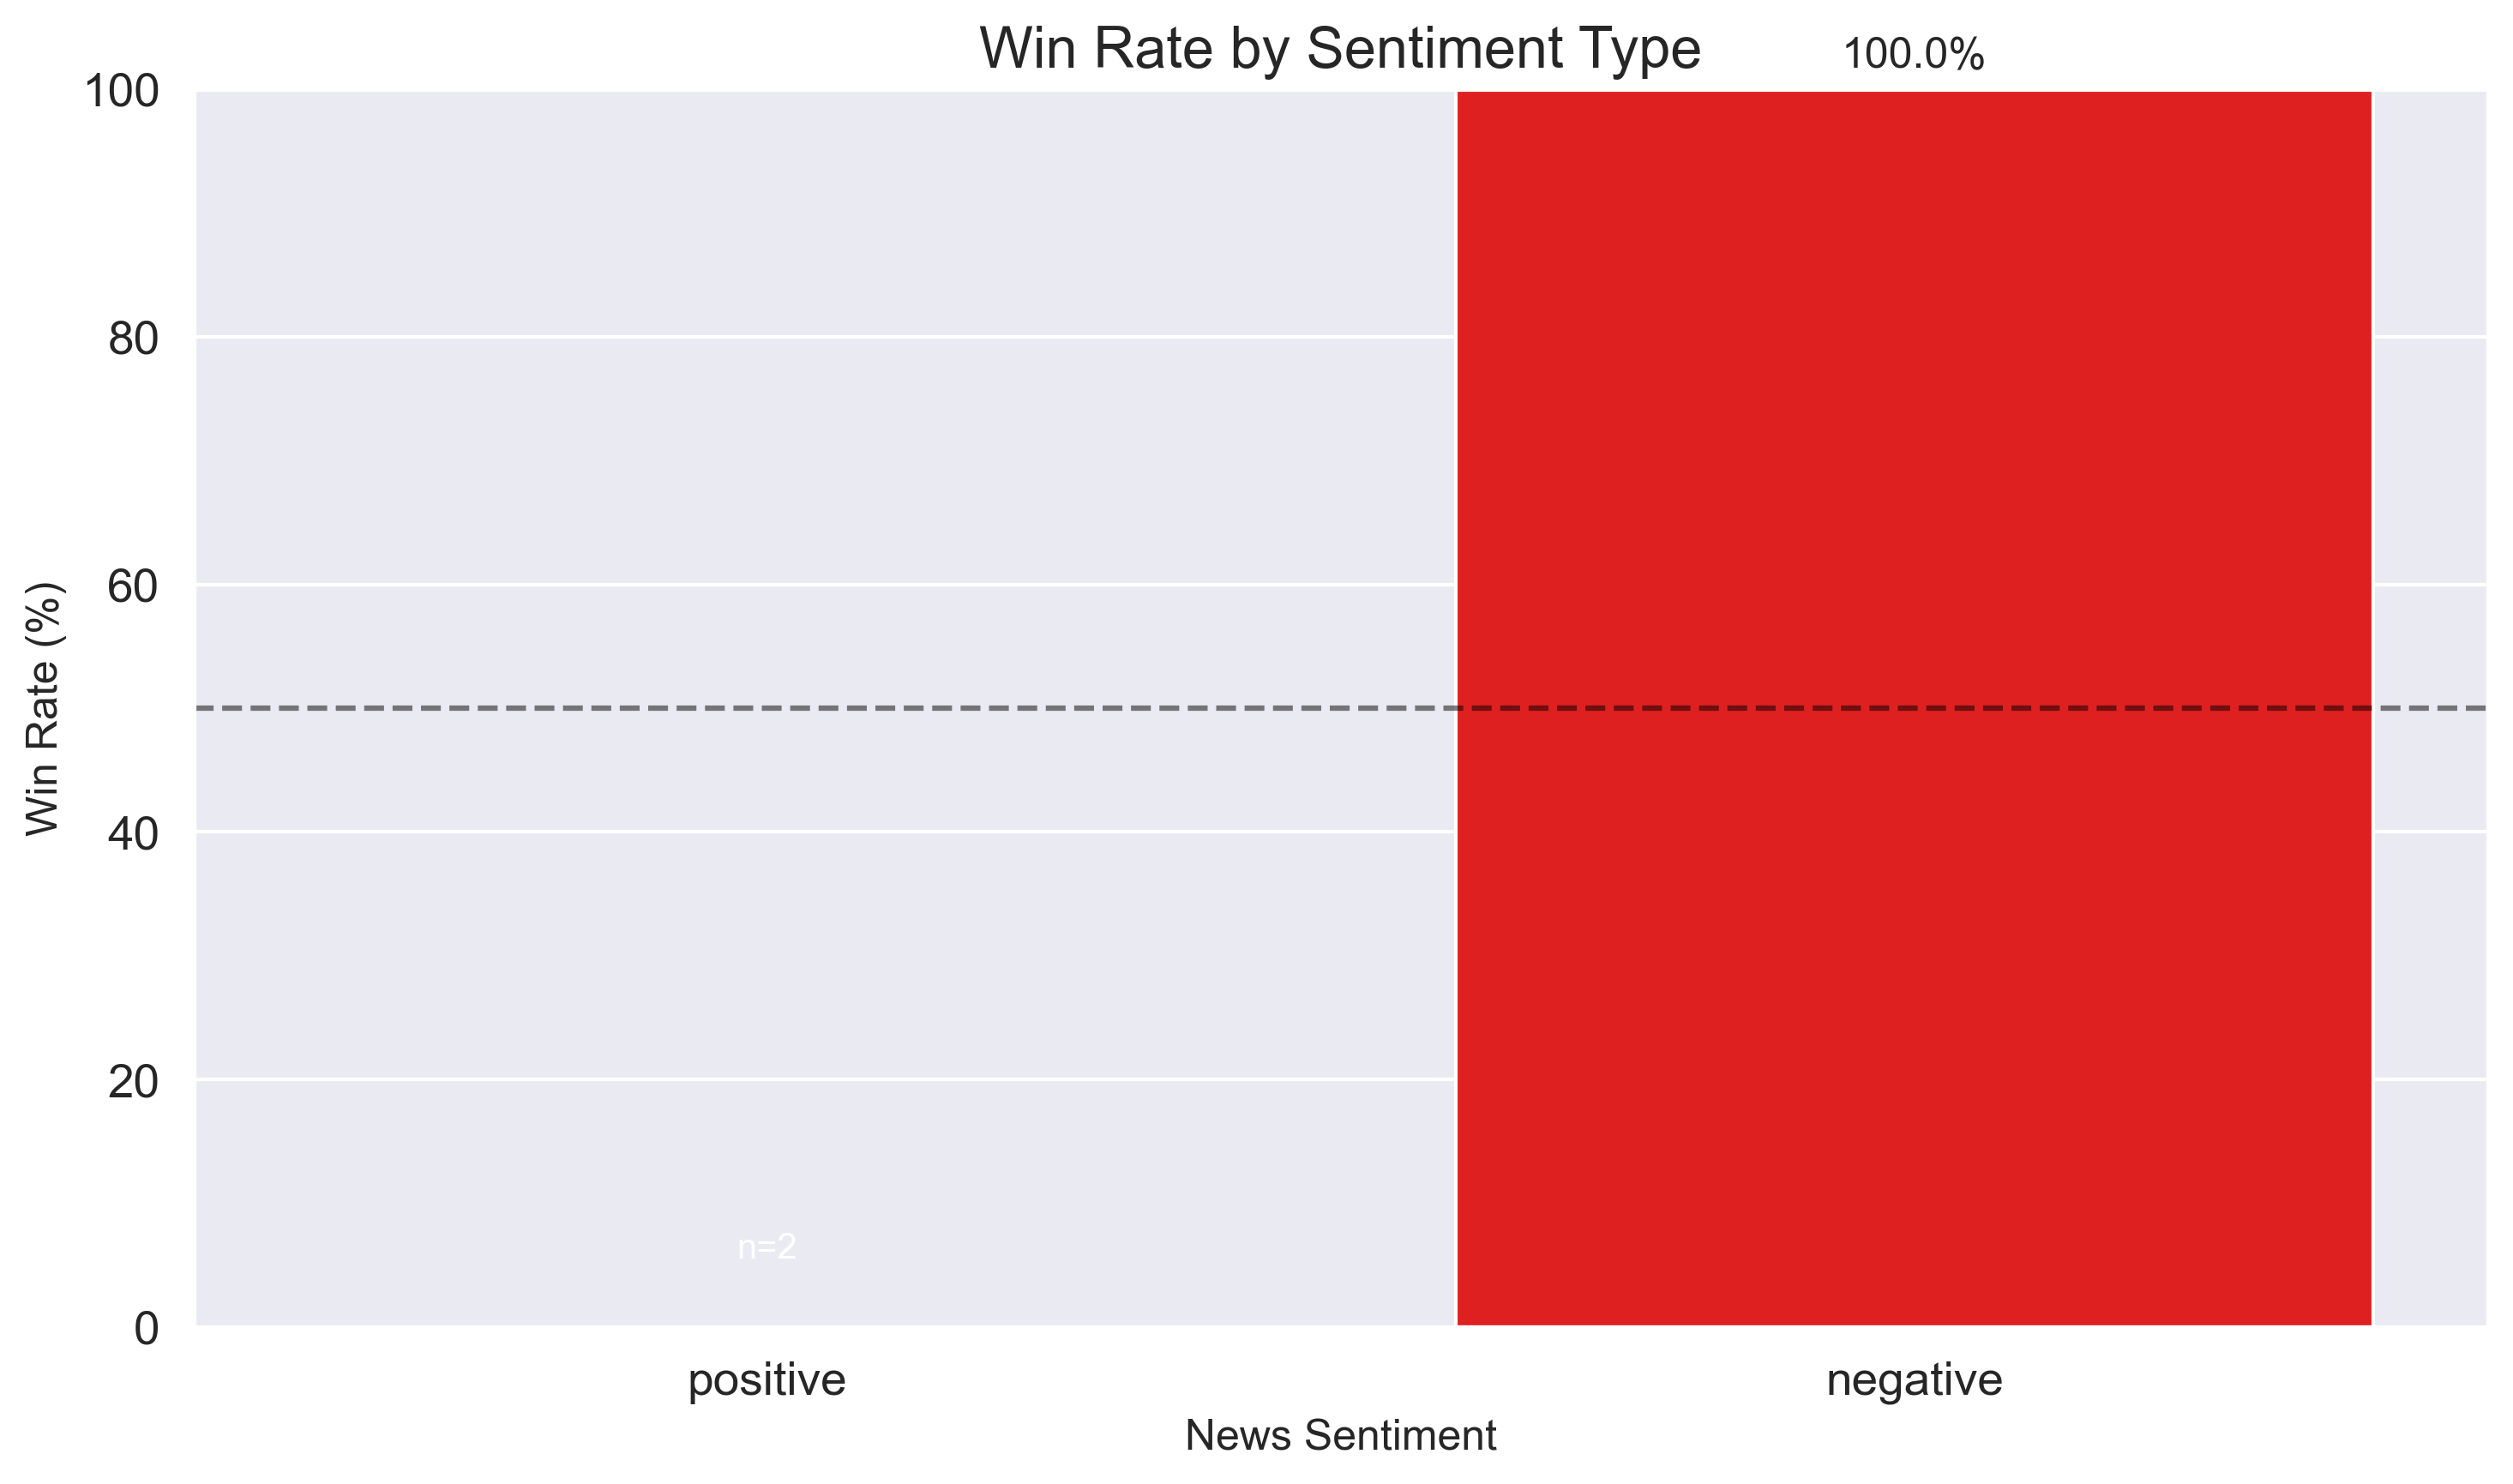 Win Rate by Sentiment Type
100.0%
100
80
60
40
20
0
Win Rate (%)
n=2
positive
negative
News Sentiment